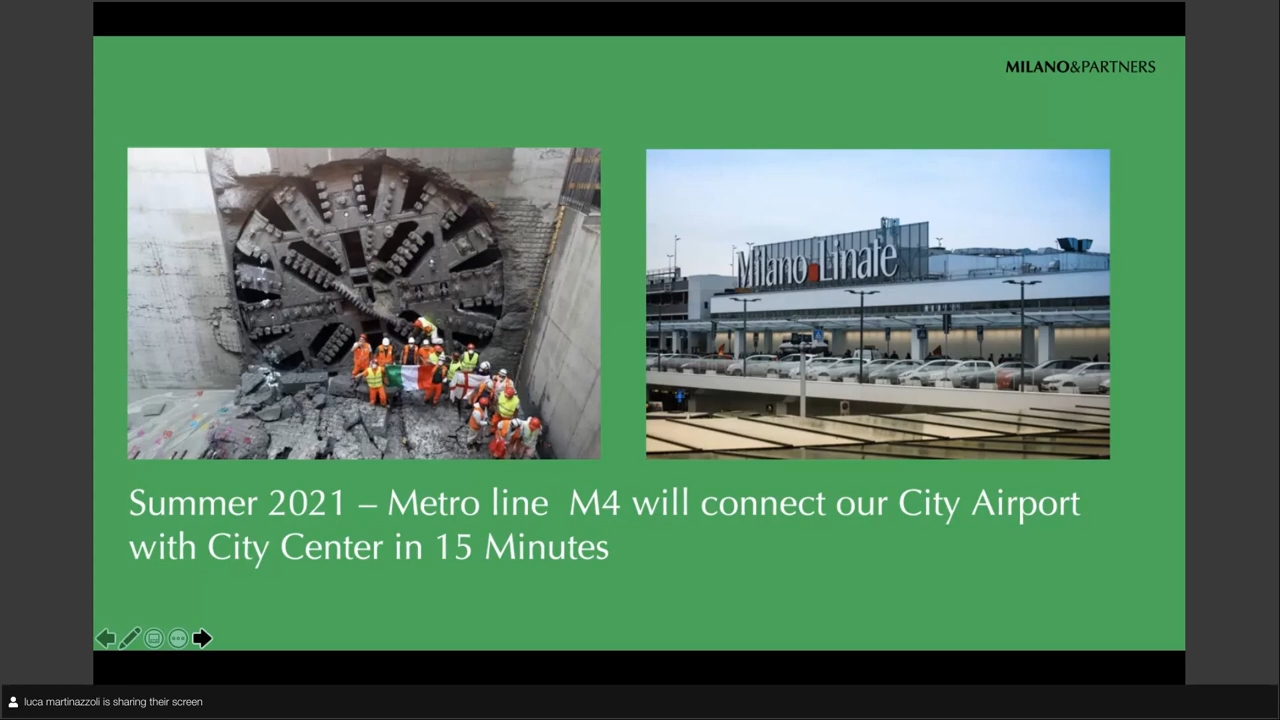 MILANO&PARTNERS
Milano Linate
Summer 2021 – Metro line  M4 will connect our City Airport
with City Center in 15 Minutes
luca martinazzoli is sharing their screen